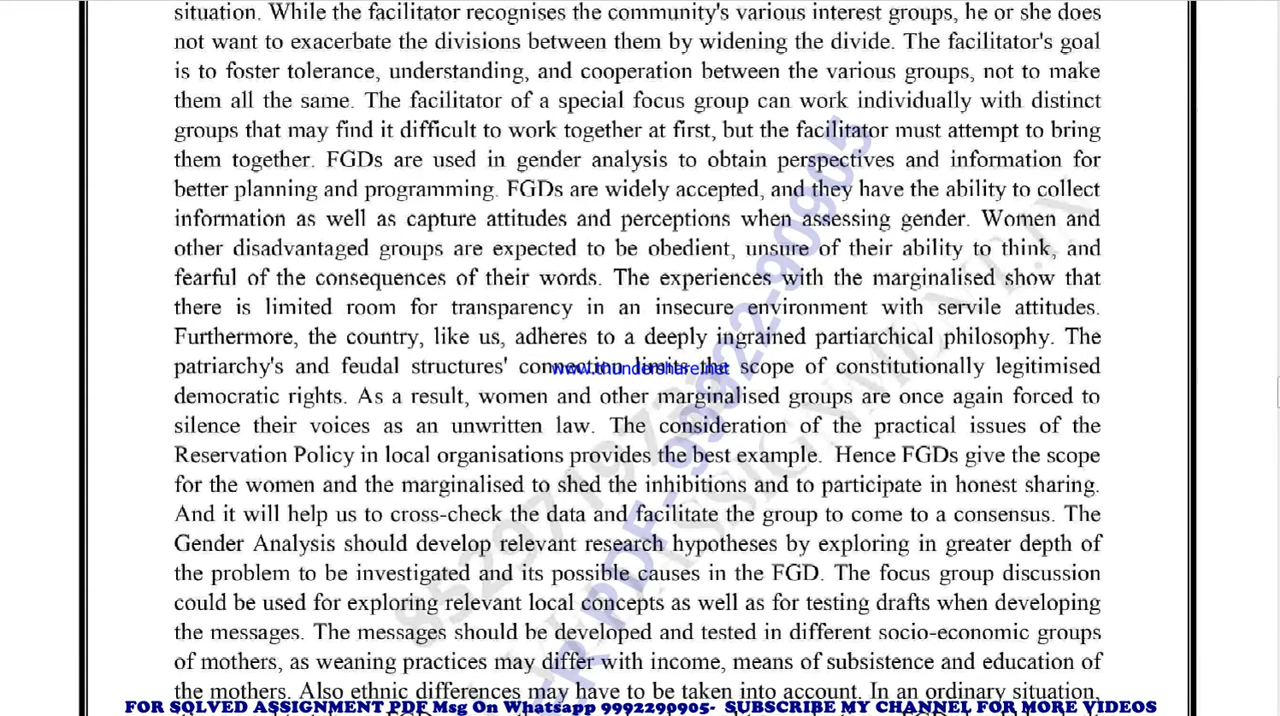 situation. While the facilitator recognises the community's various interest groups, he or she does
not want to exacerbate the divisions between them by widening the divide. The facilitator's goal
is to foster tolerance, understanding, and cooperation between the various groups, not to make
them all the same. The facilitator of a special focus group can work individually with distinct
groups that may find it difficult to work together at first, but the facilitator must attempt to bring
them together. FGDs are used in gender analysis to obtain perspectives and information for
better planning and programming. FGDs are widely accepted, and they have the ability to collect
information as well as capture attitudes and perceptions when assessing gender. Women and
other disadvantaged groups are expected to be obedient, unsure of their ability to think, and
fearful of the consequences of their words. The experiences with the marginalised show that
there is limited room for transparency in an insecure environment with servile attitudes.
Furthermore, the country, like us, adheres to a deeply ingrained partiarchical philosophy. The
patriarchy's and feudal structures' connection limits the scope of constitutionally legitimised
www.thundershare.net
democratic rights. As a result, women and other marginalised groups are once again forced to
silence their voices as an unwritten law. The consideration of the practical issues of the
Reservation Policy in local organisations provides the best example. Hence FGDs give the scope
for the women and the marginalised to shed the inhibitions and to participate in honest sharing.
And it will help us to cross-check the data and facilitate the group to come to a consensus. The
Gender Analysis should develop relevant research hypotheses by exploring in greater depth of
the problem to be investigated and its possible causes in the FGD. The focus group discussion
could be used for exploring relevant local concepts as well as for testing drafts when developing
the messages. The messages should be developed and tested in different socio-economic groups
of mothers, as weaning practices may differ with income, means of subsistence and education of
the mothers. Also ethnic differences may have to be taken into account. In an ordinary situation,
FOR SOLVED ASSIGNMENT PDF Msg On Whatsapp 9992290905- SUBSCRIBE MY CHANNEL FOR MORE VIDEOS
PDF- 99922-90905